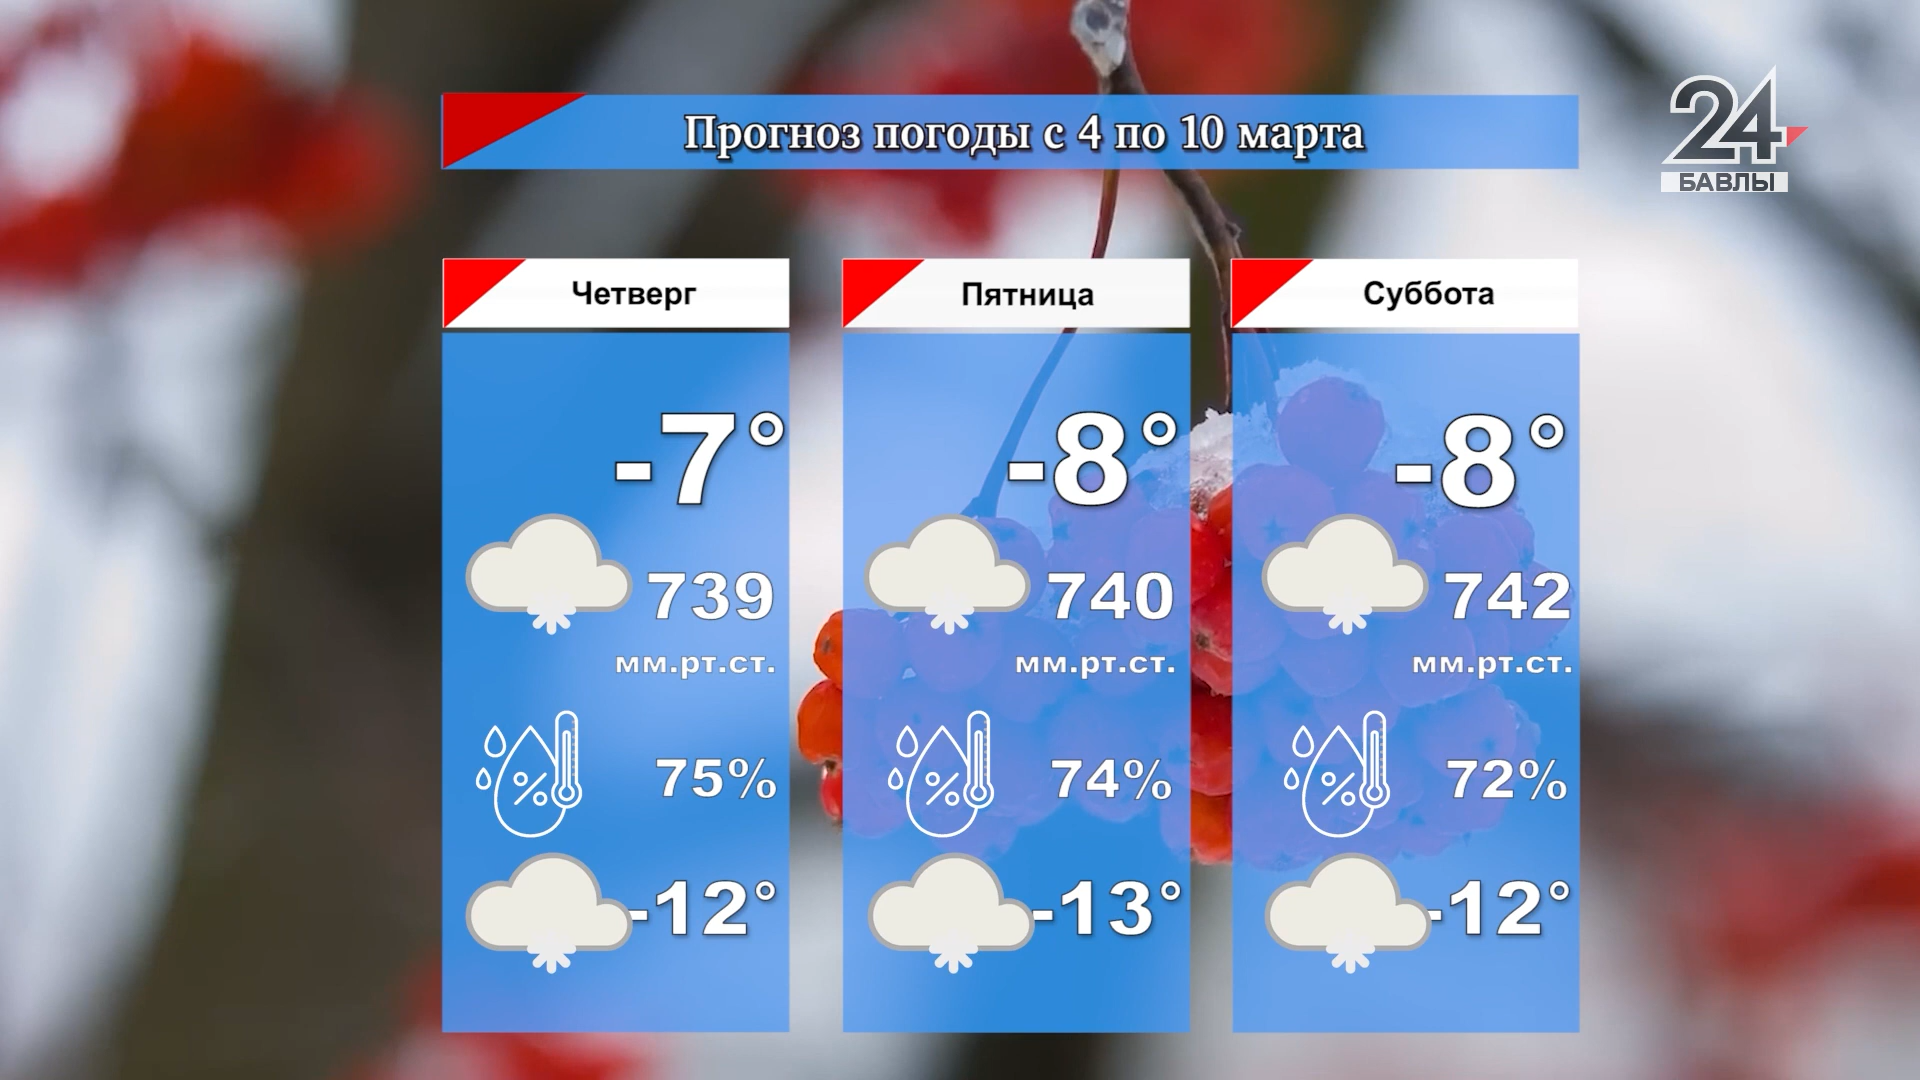 Прогноз погоды с 4 по 10 марта
24
БАВЛЫ
Четверг
-7°
739
мм.рт.ст.
75%
-12°
Пятница
-8°
740
мм.рт.ст.
74%
-13°
Суббота
-8°
742
мм.рт.ст.
72%
-12°